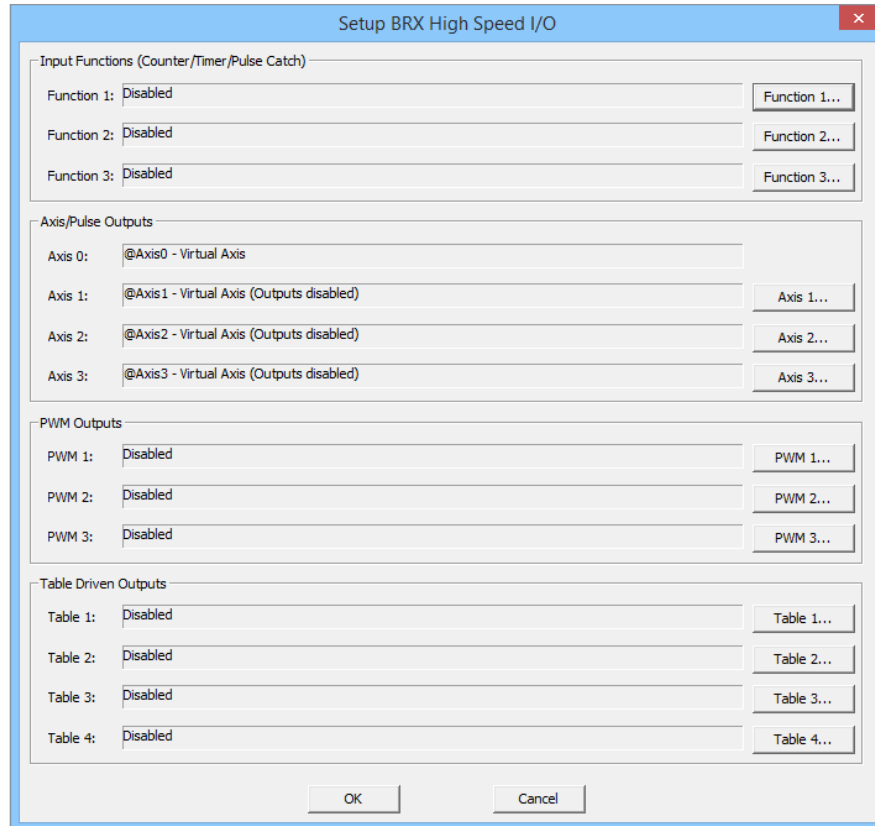 Setup BRX High Speed I/O
x
Input Functions (Counter/Timer/Pulse Catch)
Function 1: Disabled Function 1...
Function 2: Disabled Function 2...
Function 3: Disabled Function 3...
Axis/Pulse Outputs
Axis 0: @Axis0 - Virtual Axis
Axis 1: @Axis1 - Virtual Axis (Outputs disabled) Axis 1...
Axis 2: @Axis2 - Virtual Axis (Outputs disabled) Axis 2...
Axis 3: @Axis3 - Virtual Axis (Outputs disabled) Axis 3...
PWM Outputs
PWM 1: Disabled PWM 1...
PWM 2: Disabled PWM 2...
PWM 3: Disabled PWM 3...
Table Driven Outputs
Table 1: Disabled Table 1...
Table 2: Disabled Table 2...
Table 3: Disabled Table 3...
Table 4: Disabled Table 4...
OK Cancel